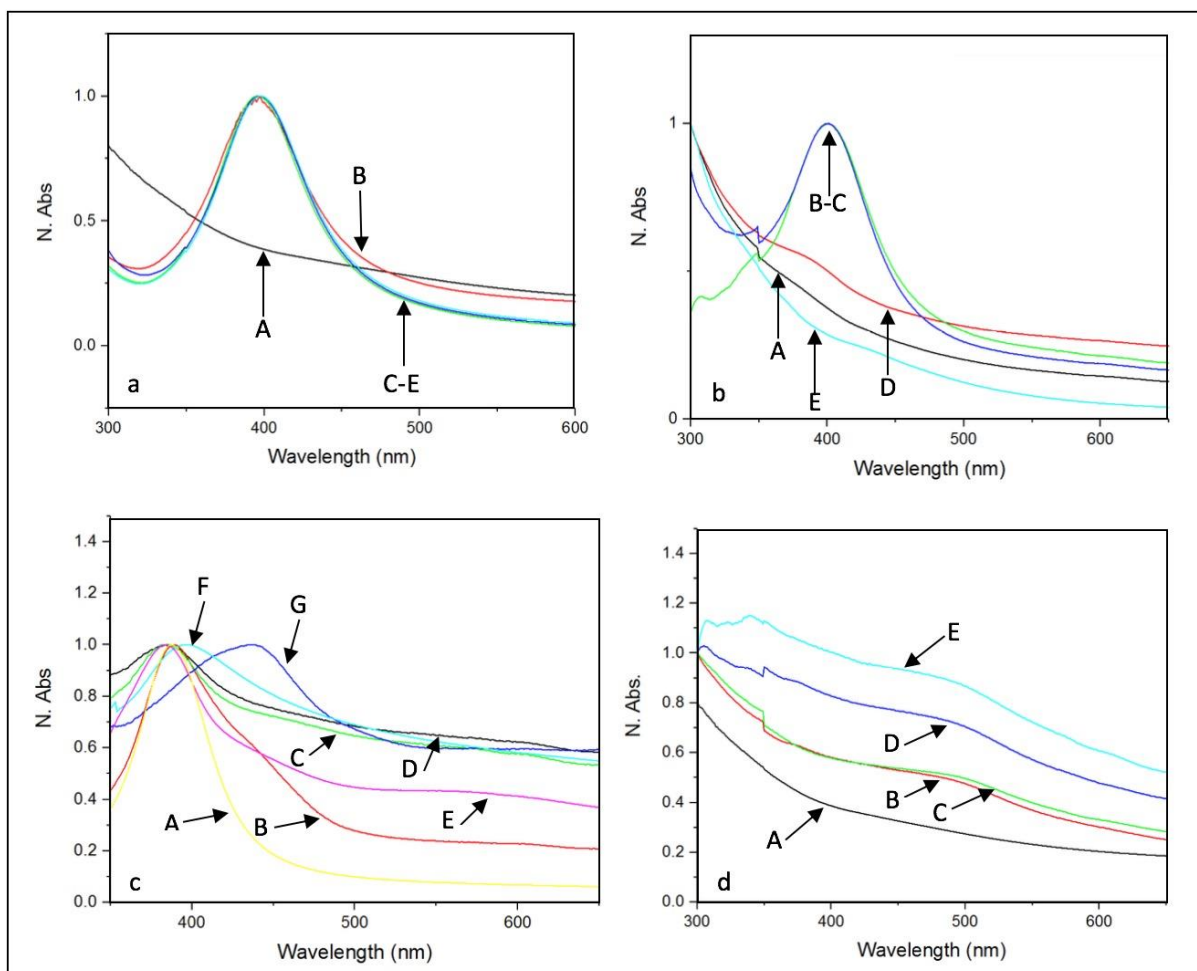 1.0
0.5
0.0
N. Abs
B
A
C-E
a
300
400
500
600
Wavelength (nm)
1
0
N. Abs
B-C
A
E
D
b
300
400
500
600
Wavelength (nm)
1.4
1.2
1.0
0.8
0.6
0.4
0.2
0.0
N. Abs
F
G
C
D
A
B
E
c
400
500
600
Wavelength (nm)
1.4
1.2
1.0
0.8
0.6
0.4
0.2
0.0
N. Abs.
E
D
B
C
A
d
300
400
500
600
Wavelength (nm)